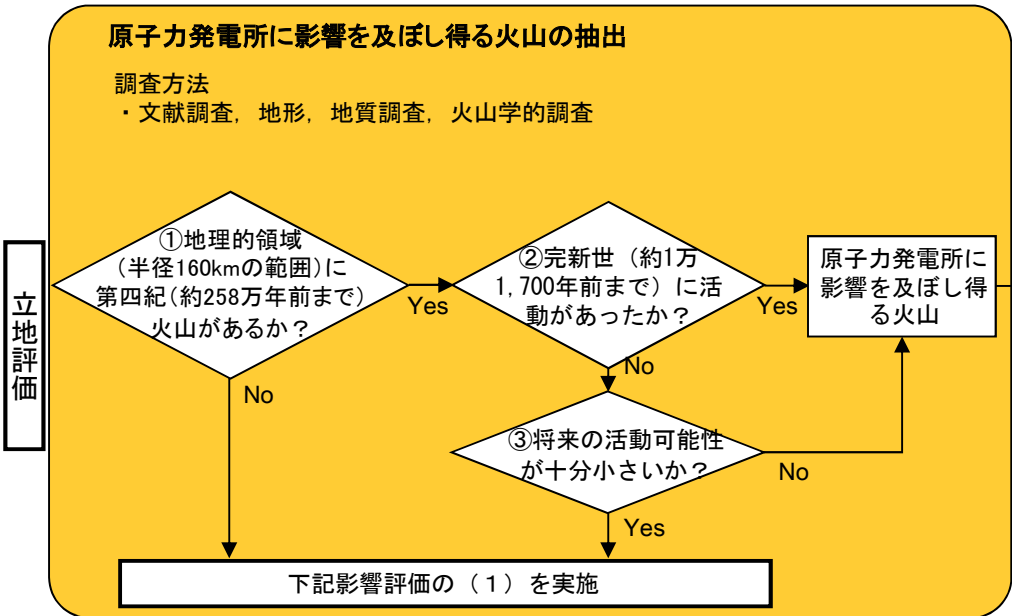 原子力発電所に影響を及ぼし得る火山の抽出
調査方法
・文献調査, 地形, 地質調査, 火山学的調査
立地評価
①地理的領域
(半径160kmの範囲)に
第四紀(約258万年前まで)
火山があるか?
Yes
No
②完新世（約1万
1,700年前まで）に活
動があったか?
Yes
No
原子力発電所に
影響を及ぼし得
る火山
③将来の活動可能性
が十分小さいか?
No
Yes
下記影響評価の（１）を実施